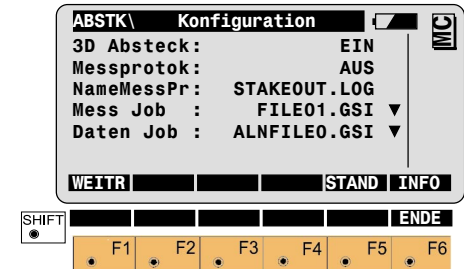 ABSTK\ Konfiguration
MC
3D Absteck: EIN
Messprotok: AUS
NameMessPr: STAKEOUT.LOG
Mess Job : FILE01.GSI ▼
Daten Job : ALNFILE0.GSI ▼
WEITR STAND INFO
SHIFT ENDE
F1 F2 F3 F4 F5 F6